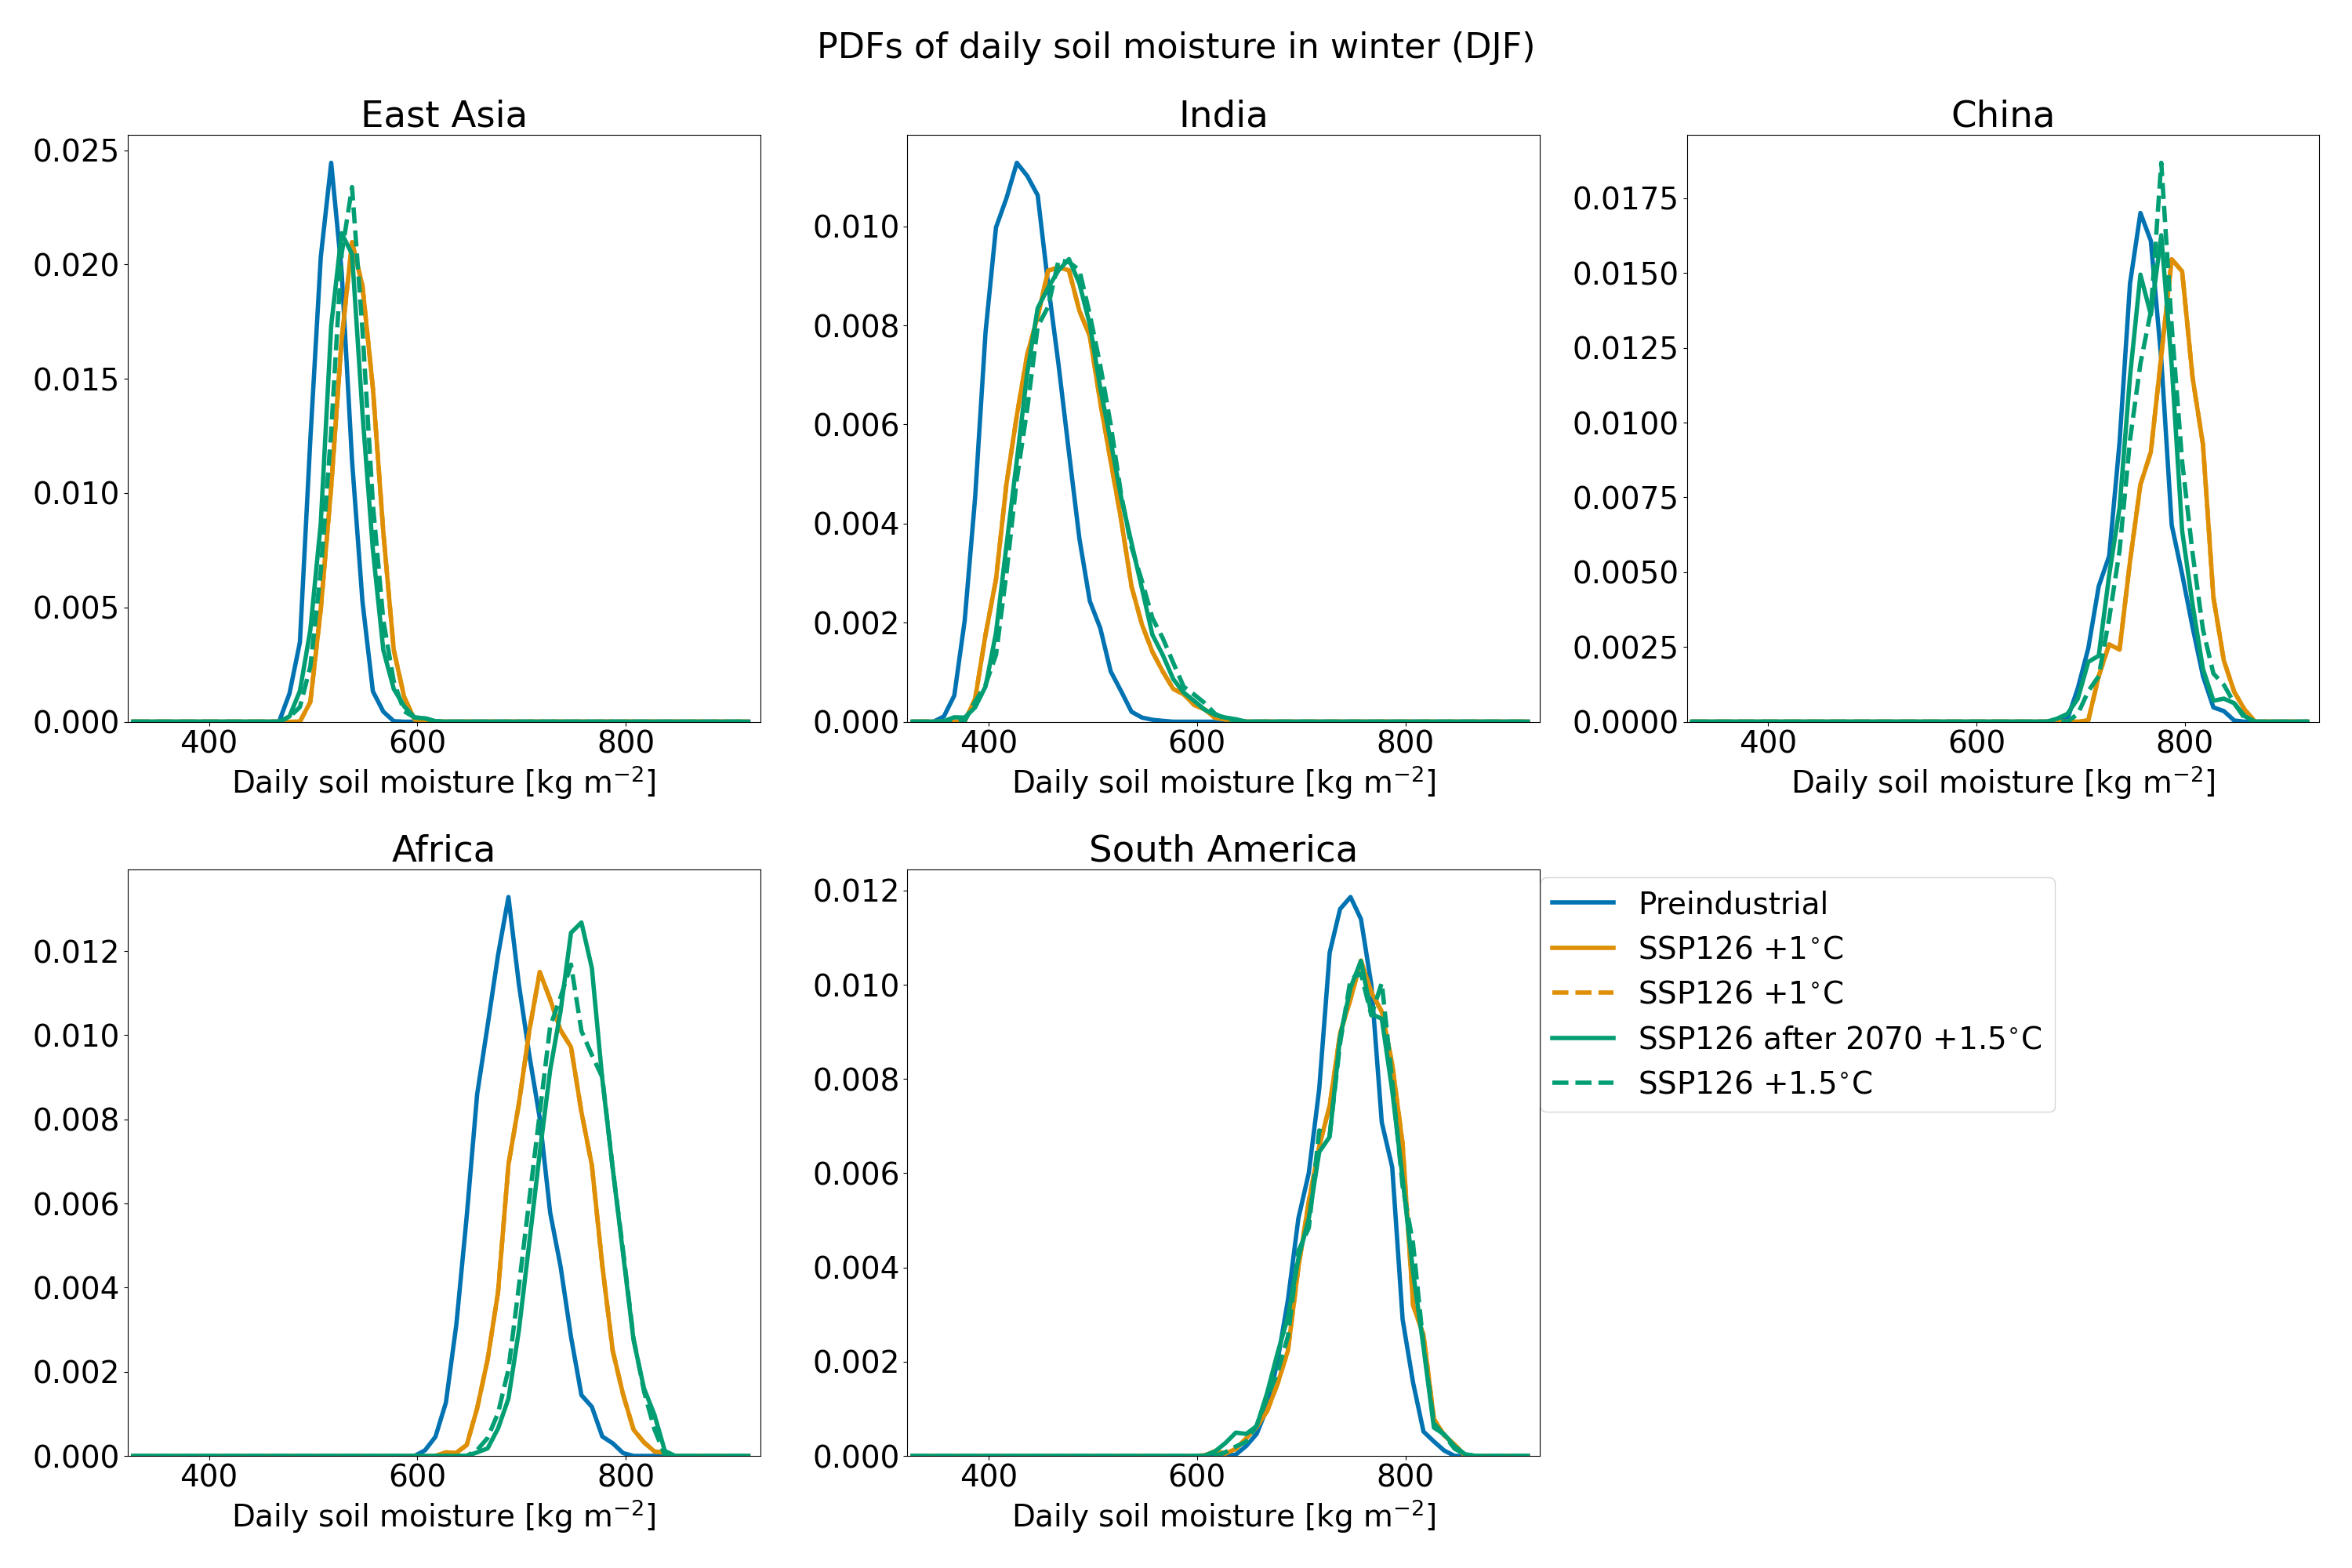 PDFs of daily soil moisture in winter (DJF)
East Asia
0.025
0.020
0.015
0.010
0.005
0.000
400 600 800
Daily soil moisture [kg m⁻²]
India
0.010
0.008
0.006
0.004
0.002
0.000
400 600 800
Daily soil moisture [kg m⁻²]
China
0.0175
0.0150
0.0125
0.0100
0.0075
0.0050
0.0025
0.0000
400 600 800
Daily soil moisture [kg m⁻²]
Africa
0.012
0.010
0.008
0.006
0.004
0.002
0.000
400 600 800
Daily soil moisture [kg m⁻²]
South America
0.012
0.010
0.008
0.006
0.004
0.002
0.000
400 600 800
Daily soil moisture [kg m⁻²]
Preindustrial
SSP126 +1°C
SSP126 +1°C
SSP126 after 2070 +1.5°C
SSP126 +1.5°C